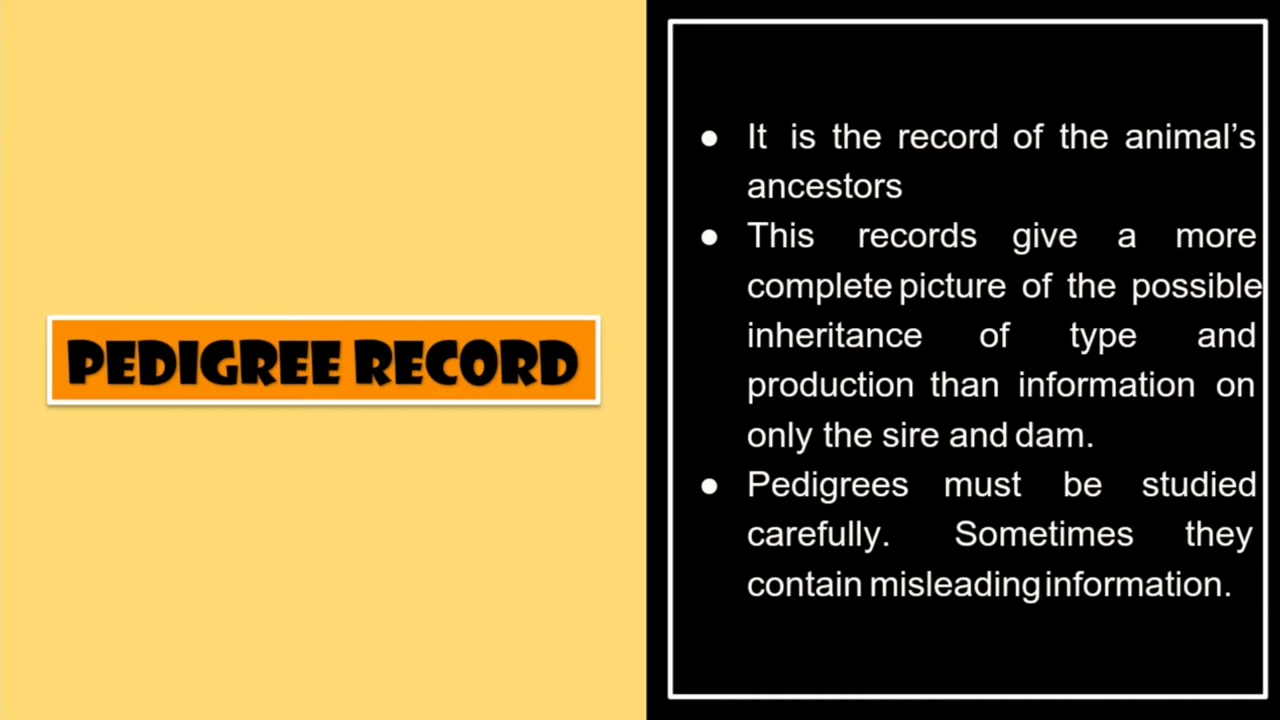 PEDIGREE RECORD
● It is the record of the animal’s
ancestors
● This records give a more
complete picture of the possible
inheritance of type and
production than information on
only the sire and dam.
● Pedigrees must be studied
carefully. Sometimes they
contain misleading information.